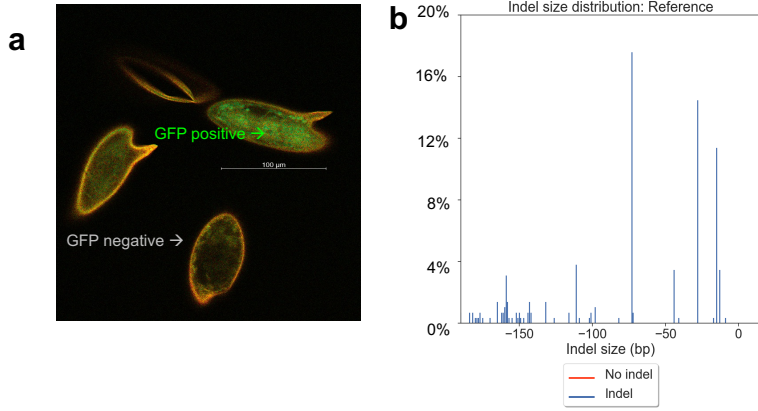 a
GFP positive →
100 µm
GFP negative →
b
Indel size distribution: Reference
20%
16%
12%
8%
4%
0%
−150
−100
−50
0
Indel size (bp)
No indel
Indel